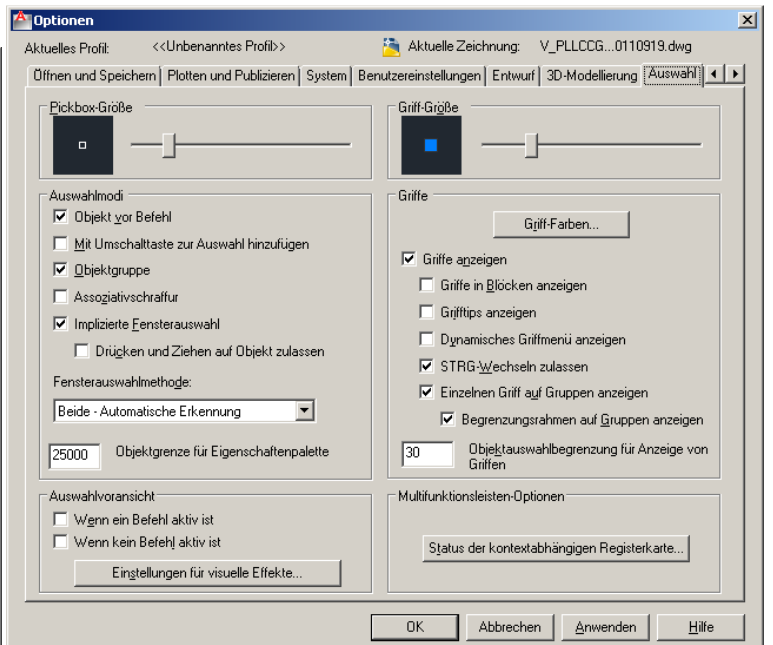 Optionen
Aktuelles Profil: <<Unbenanntes Profil>> Aktuelle Zeichnung: V_PLLCCG...0110919.dwg
Öffnen und Speichern Plotten und Publizieren System Benutzereinstellungen Entwurf 3D-Modellierung Auswahl
Pickbox-Größe
Griff-Größe
Auswahlmodi
Objekt vor Befehl
Mit Umschalttaste zur Auswahl hinzufügen
Objektgruppe
Assoziativschraffur
Implizierte Fensterauswahl
Drücken und Ziehen auf Objekt zulassen
Fensterauswahlmethode:
Beide - Automatische Erkennung
25000 Objektgrenze für Eigenschaftenpalette
Griffe
Griff-Farben...
Griffe anzeigen
Griffe in Blöcken anzeigen
Grifftips anzeigen
Dynamisches Griffmenü anzeigen
STRG-Wechseln zulassen
Einzelnen Griff auf Gruppen anzeigen
Begrenzungsrahmen auf Gruppen anzeigen
30 Objektauswahlbegrenzung für Anzeige von
Griffen
Auswahlvoransicht
Wenn ein Befehl aktiv ist
Wenn kein Befehl aktiv ist
Einstellungen für visuelle Effekte...
Multifunktionsleisten-Optionen
Status der kontextabhängigen Registerkarte...
OK Abbrechen Anwenden Hilfe